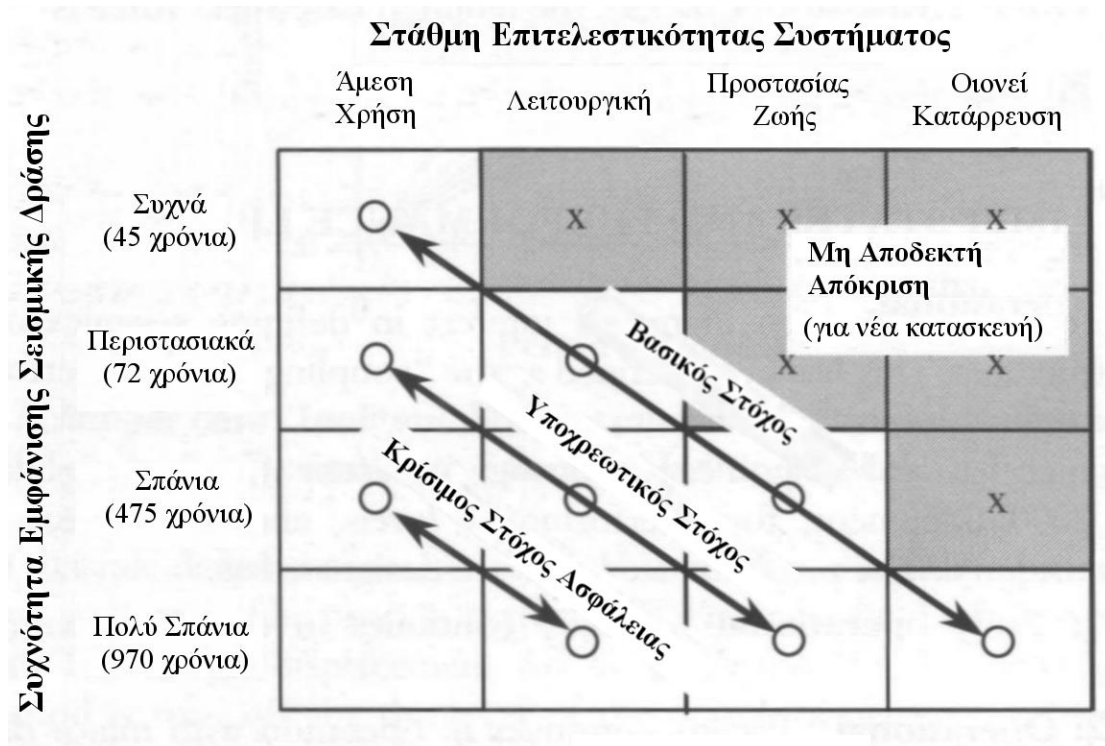 Στάθμη Επιτελεστικότητας Συστήματος
Άμεση
Χρήση
Λειτουργική
Προστασίας
Ζωής
Οιονεί
Κατάρρευση
Συχνότητα Εμφάνισης Σεισμικής Δράσης
Συχνά
(45 χρόνια)
x
x
x
Μη Αποδεκτή
Απόκριση
(για νέα κατασκευή)
Περιστασιακά
(72 χρόνια)
x
x
Βασικός Στόχος
Υποχρεωτικός Στόχος
Κρίσιμος Στόχος Ασφάλειας
Σπάνια
(475 χρόνια)
x
Πολύ Σπάνια
(970 χρόνια)